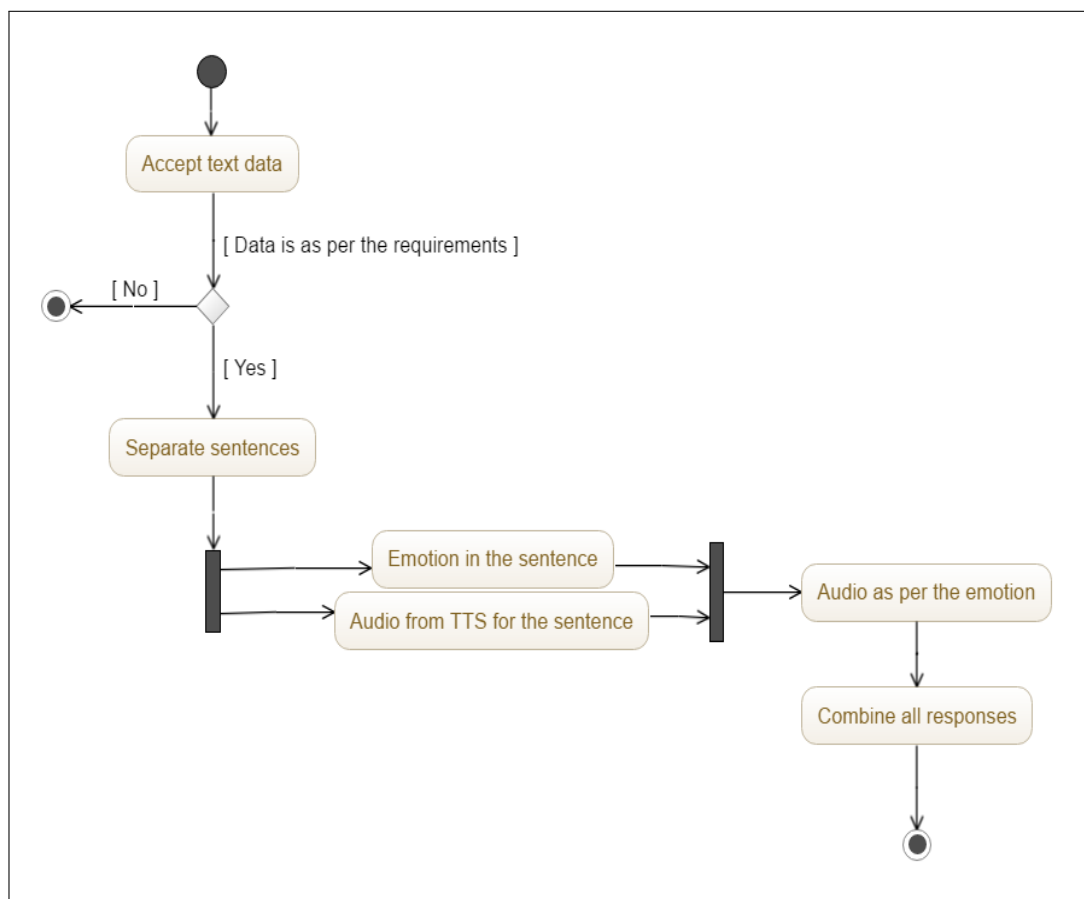 Accept text data
[ Data is as per the requirements ]
[ No ]
[ Yes ]
Separate sentences
Emotion in the sentence
Audio from TTS for the sentence
Audio as per the emotion
Combine all responses